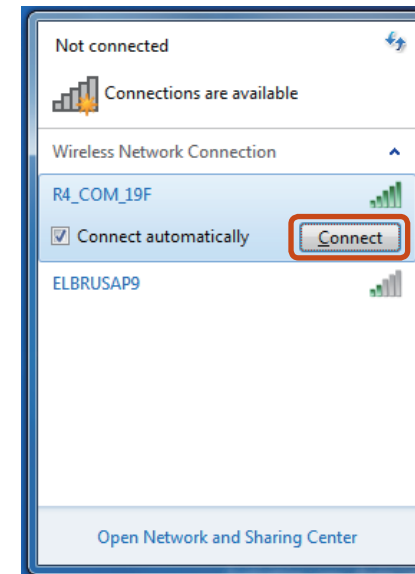 Not connected
Connections are available
Wireless Network Connection
R4_COM_19F
Connect automatically
Connect
ELBRUSAP9
Open Network and Sharing Center